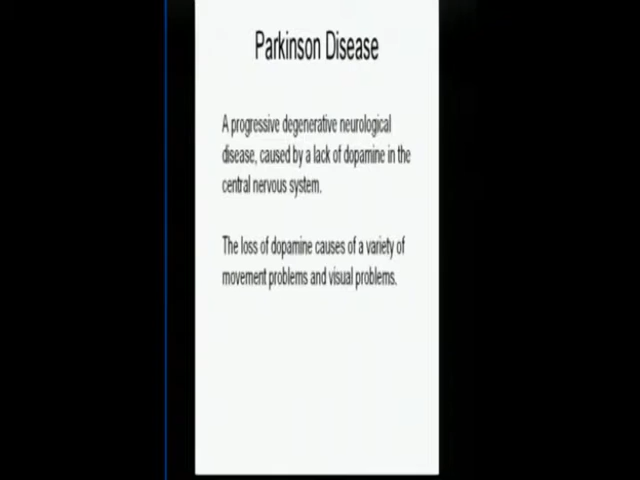 Parkinson Disease
A progressive degenerative neurological
disease, caused by a lack of dopamine in the
central nervous system.
The loss of dopamine causes of a variety of
movement problems and visual problems.